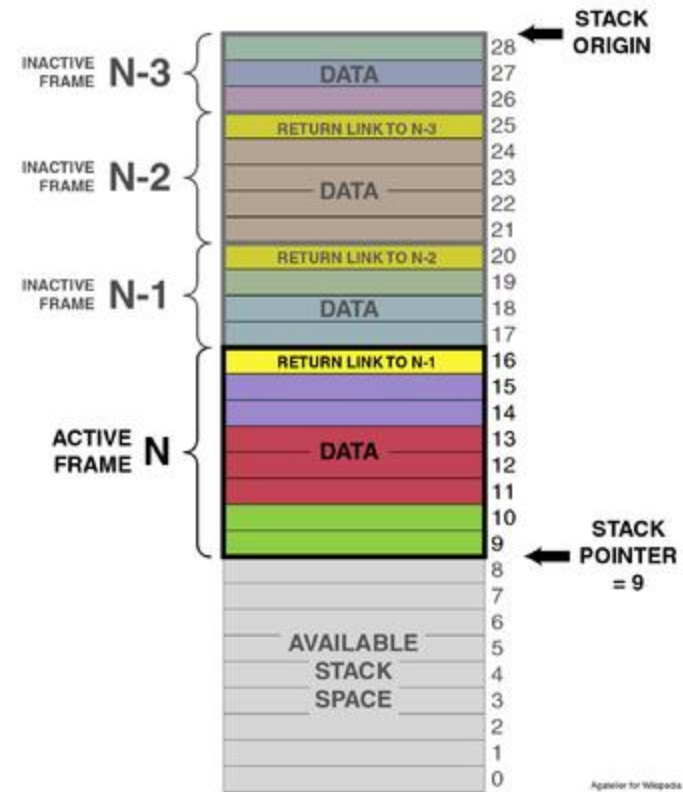 STACK
ORIGIN
28
INACTIVE
FRAME N-3
DATA
27
26
RETURN LINK TO N-3
25
24
INACTIVE
FRAME N-2
DATA
23
22
21
RETURN LINK TO N-2
20
19
INACTIVE
FRAME N-1
DATA
18
17
RETURN LINK TO N-1
16
15
14
13
ACTIVE
FRAME N
DATA
12
11
10
9
STACK
POINTER
= 9
8
7
6
5
AVAILABLE
STACK
SPACE
4
3
2
1
0
for Wikipedia